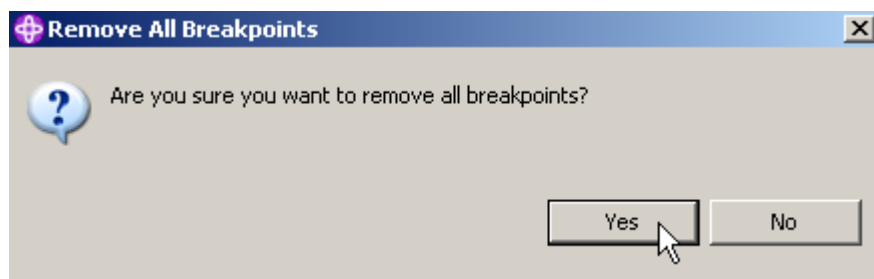 Remove All Breakpoints
Are you sure you want to remove all breakpoints?
Yes No